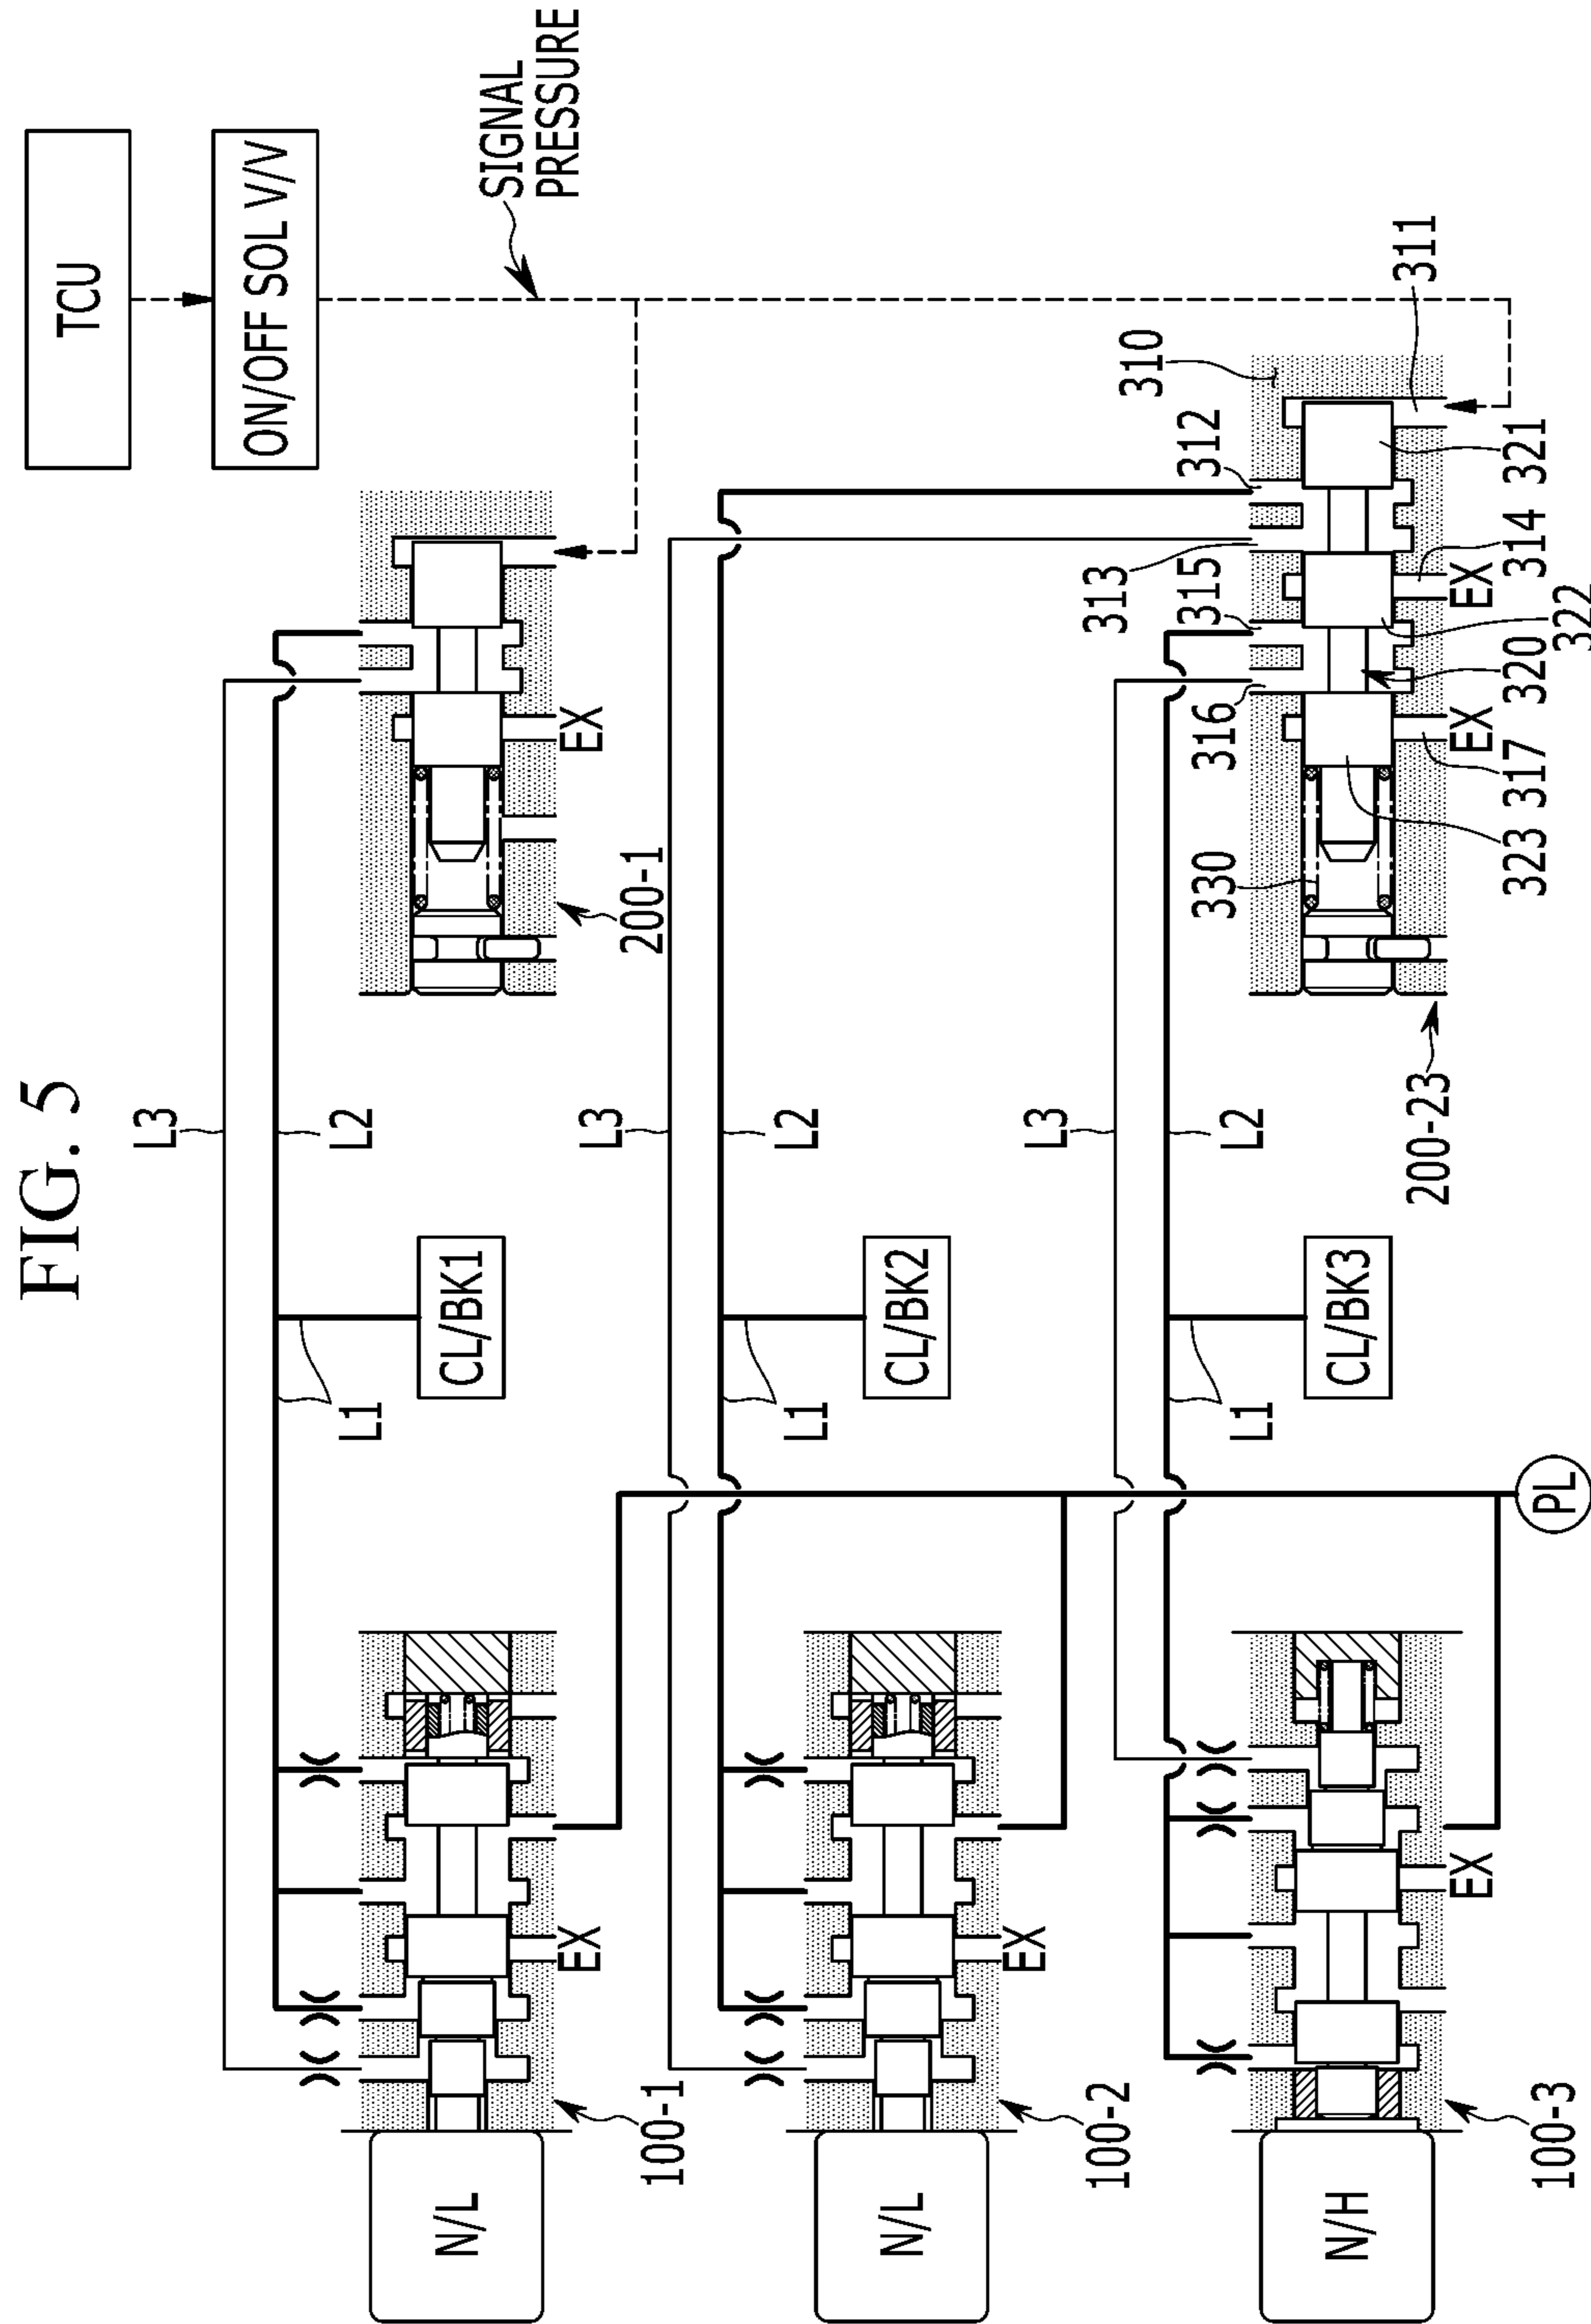 FIG. 5
TCU
ON/OFF SOL V/V
SIGNAL
PRESSURE
L3
L2
L1
CL/BK1
N/L
EX
100-1
EX
200-1
L3
L2
L1
CL/BK2
N/L
EX
100-2
L3
L2
L1
CL/BK3
N/H
EX
100-3
PL
200-23
330
316
315
313
312
310
311
321
314
EX
322
320
EX
317
323